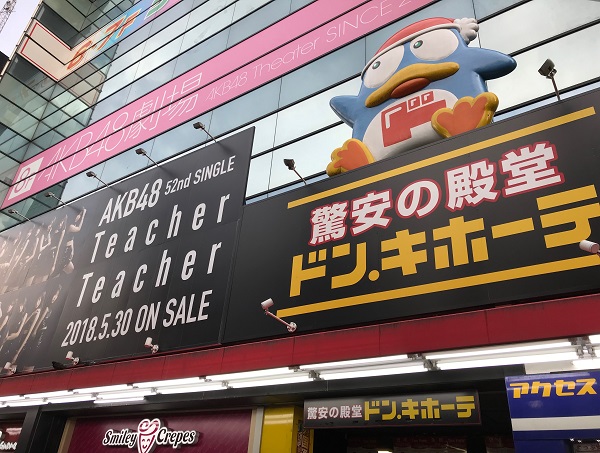 AKB48劇場 AKB48 Theater SINCE 2
AKB48 52nd SINGLE
Teacher
Teacher
2018.5.30 ON SALE
驚安の殿堂
ドン.キホーテ
Smiley Crepes
驚安の殿堂 ドン.キホーテ
アクセス